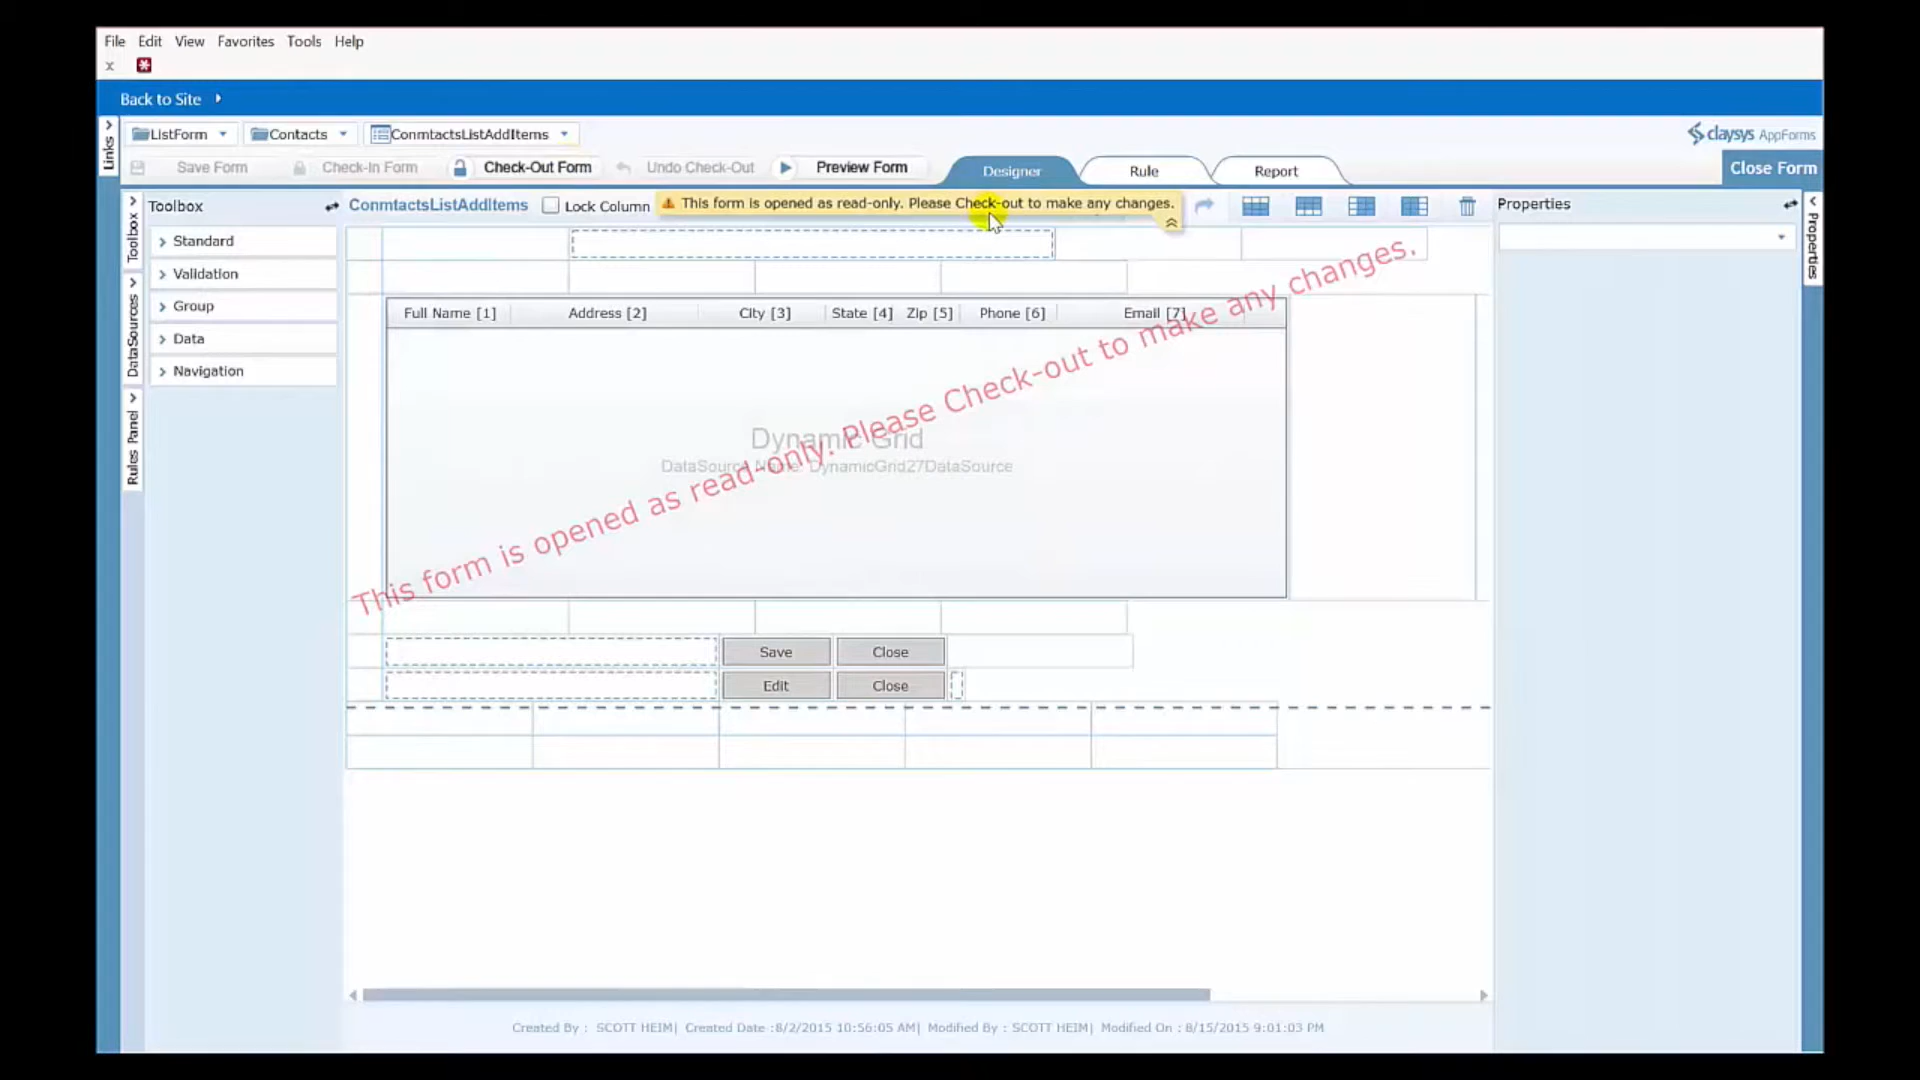 File Edit View Favorites Tools Help
x
Back to Site
Links
ListForm Contacts ConmtactsListAddItems
claysys AppForms
Save Form Check-In Form Check-Out Form Undo Check-Out Preview Form Designer Rule Report Close Form
Toolbox
DataSources
Rules Panel
Toolbox
Standard
Validation
Group
Data
Navigation
ConmtactsListAddItems Lock Column
This form is opened as read-only. Please Check-out to make any changes.
Full Name [1] Address [2] City [3] State [4] Zip [5] Phone [6] Email [7]
Dynamic Grid
DataSource Name: DynamicGrid27DataSource
This form is opened as read-only. Please Check-out to make any changes.
Save Close
Edit Close
Properties
Properties
Created By : SCOTT HEIM| Created Date :8/2/2015 10:56:05 AM| Modified By : SCOTT HEIM| Modified On : 8/15/2015 9:01:03 PM